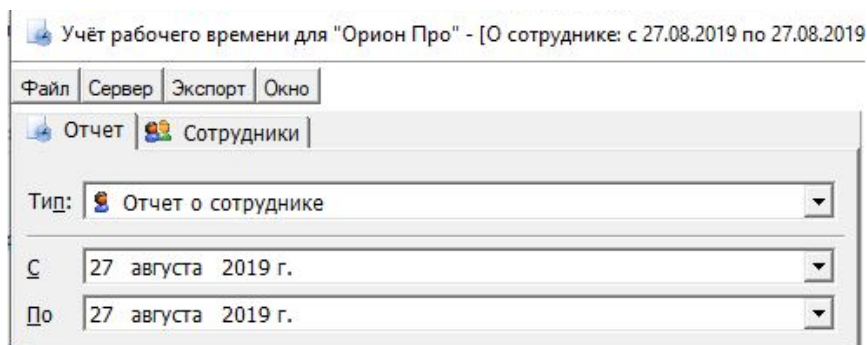 Учёт рабочего времени для "Орион Про" - [О сотруднике: с 27.08.2019 по 27.08.2019
Файл Сервер Экспорт Окно
Отчет Сотрудники
Тип: Отчет о сотруднике
С 27 августа 2019 г.
По 27 августа 2019 г.